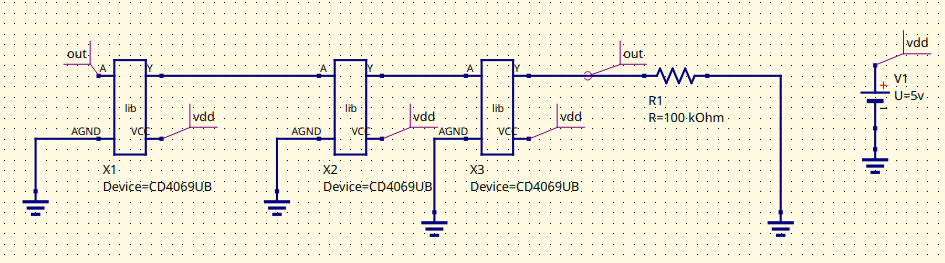 out
A
Y
lib
AGND
VCC
vdd
X1
Device=CD4069UB
A
Y
lib
AGND
VCC
vdd
X2
Device=CD4069UB
A
Y
lib
AGND
VCC
vdd
X3
Device=CD4069UB
out
R1
R=100 kOhm
vdd
V1
U=5v